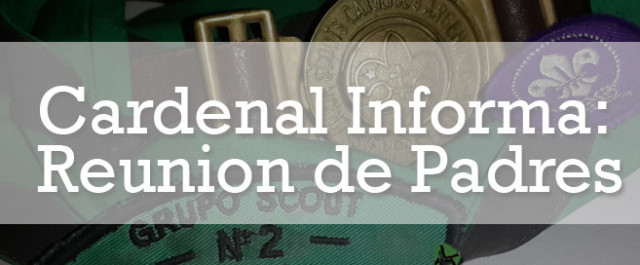 Cardenal Informa:
Reunion de Padres
GRUPO SCOUT
— Nº2 —